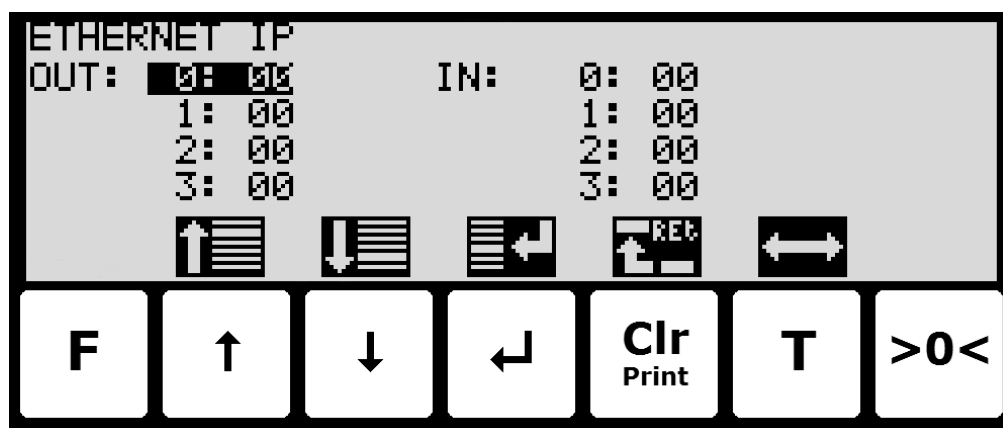 ETHERNET IP
OUT: 0: 00 IN: 0: 00
1: 00 1: 00
2: 00 2: 00
3: 00 3: 00
REt
F ↑ ↓ ↵ Clr T >0<
Print